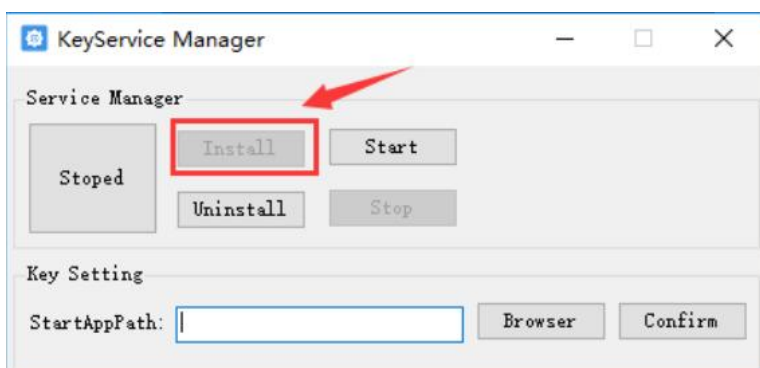 KeyService Manager
Service Manager
Stoped
Install
Start
Uninstall
Stop
Key Setting
StartAppPath:
Browser
Confirm